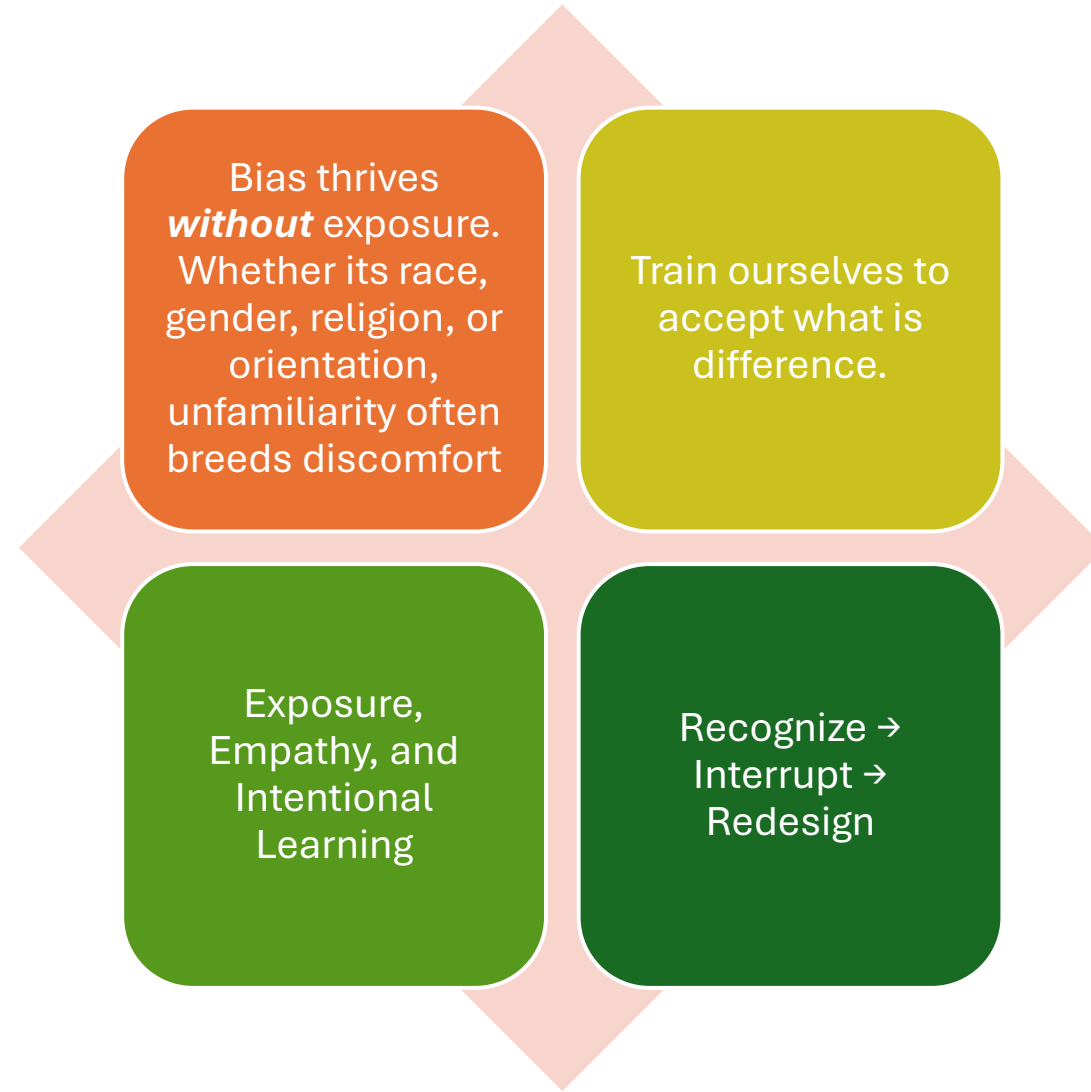 Bias thrives
without exposure.
Whether its race,
gender, religion, or
orientation,
unfamiliarity often
breeds discomfort
Train ourselves to
accept what is
difference.
Exposure,
Empathy, and
Intentional
Learning
Recognize →
Interrupt →
Redesign